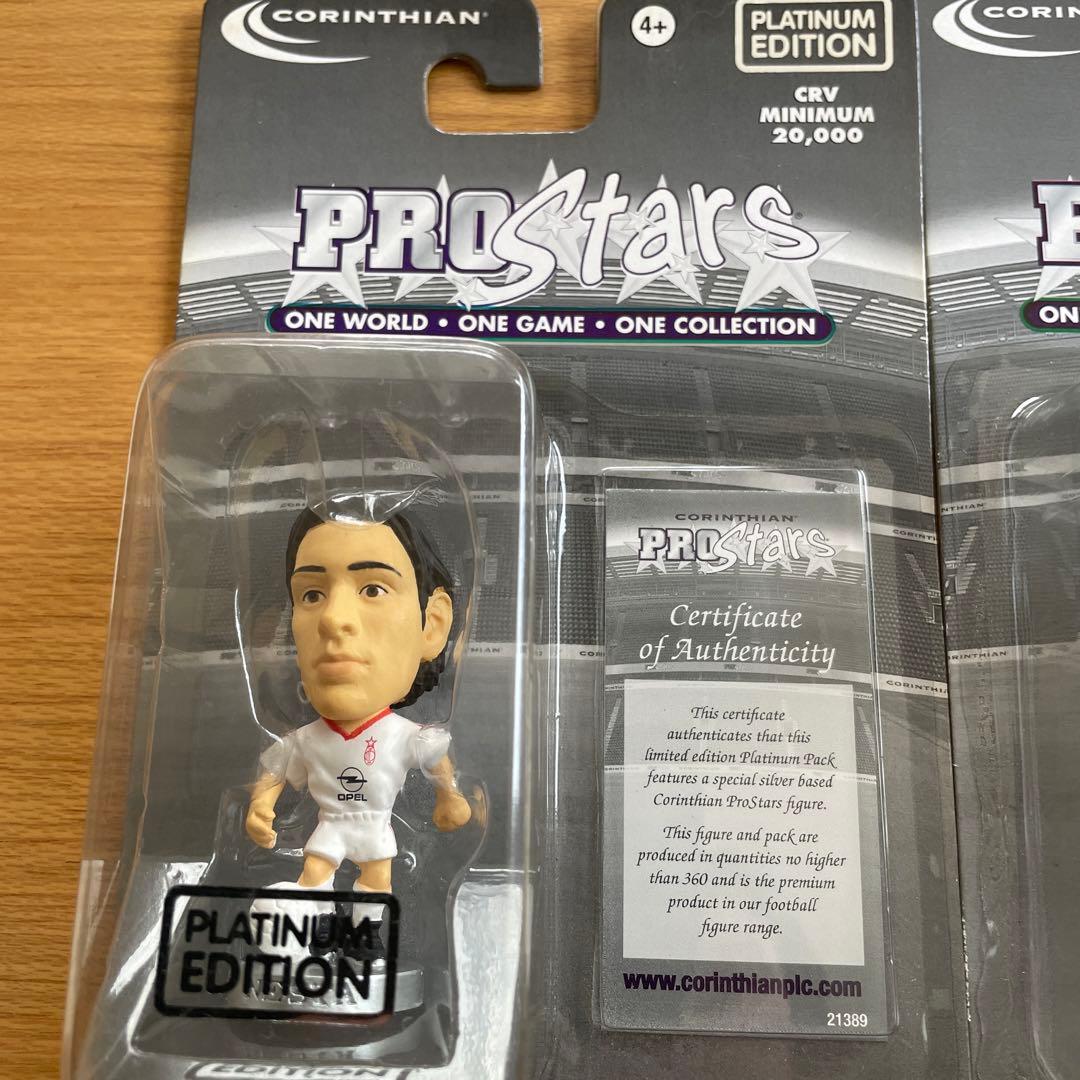 CORINTHIAN
4+
PLATINUM
EDITION
CRV
MINIMUM
20,000
PROStars
ONE WORLD • ONE GAME • ONE COLLECTION
CORIN
ON
CORINTHIAN
PROStars
Certificate
of Authenticity
This certificate
authenticates that this
limited edition Platinum Pack
features a special silver based
Corinthian ProStars figure.
This figure and pack are
produced in quantities no higher
than 360 and is the premium
product in our football
figure range.
www.corinthianplc.com
21389
OPEL
PLATINUM
EDITION
EDITION